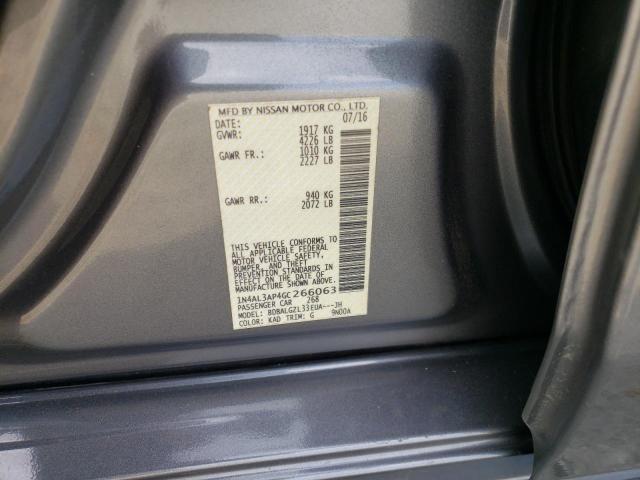 MFD BY NISSAN MOTOR CO., LTD.
DATE: 07/16
GVWR: 1917 KG
4226 LB
GAWR FR.: 1010 KG
2227 LB
GAWR RR.: 940 KG
2072 LB
THIS VEHICLE CONFORMS TO
ALL APPLICABLE FEDERAL
MOTOR VEHICLE SAFETY,
BUMPER, AND THEFT
PREVENTION STANDARDS IN
EFFECT ON THE DATE OF
MANUFACTURE SHOWN ABOVE.
1N4AL3AP4GC266063
PASSENGER CAR 268
MODEL: BDBALGZL33EUA---JH
COLOR: KAD TRIM: G 9N00A